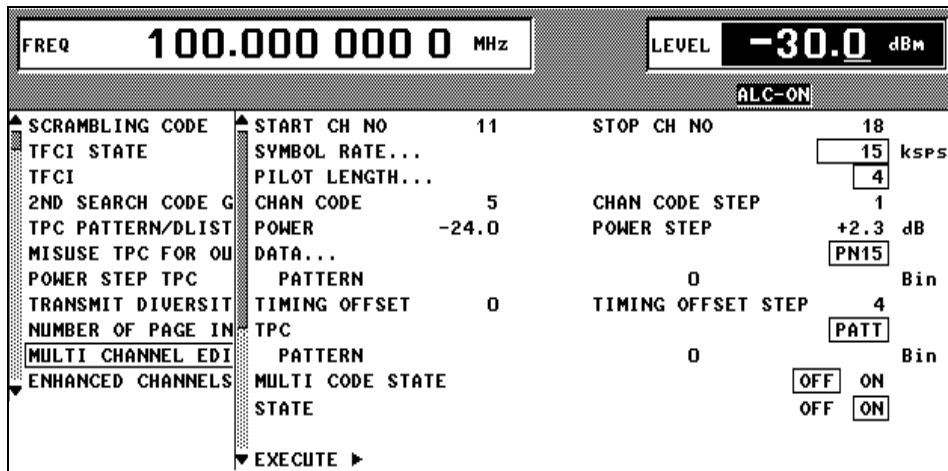 FREQ 100.000 000 0 MHz LEVEL -30.0 dBm
ALC-ON
SCRAMBLING CODE
TFCI STATE
TFCI
2ND SEARCH CODE G
TPC PATTERN/DLIST
MISUSE TPC FOR OU
POWER STEP TPC
TRANSMIT DIVERSIT
NUMBER OF PAGE IN
MULTI CHANNEL EDI
ENHANCED CHANNELS
START CH NO 11 STOP CH NO 18
SYMBOL RATE... 15 ksps
PILOT LENGTH... 4
CHAN CODE 5 CHAN CODE STEP 1
POWER -24.0 POWER STEP +2.3 dB
DATA... PN15
PATTERN 0 Bin
TIMING OFFSET 0 TIMING OFFSET STEP 4
TPC PATT
PATTERN 0 Bin
MULTI CODE STATE OFF ON
STATE OFF ON
EXECUTE ▶